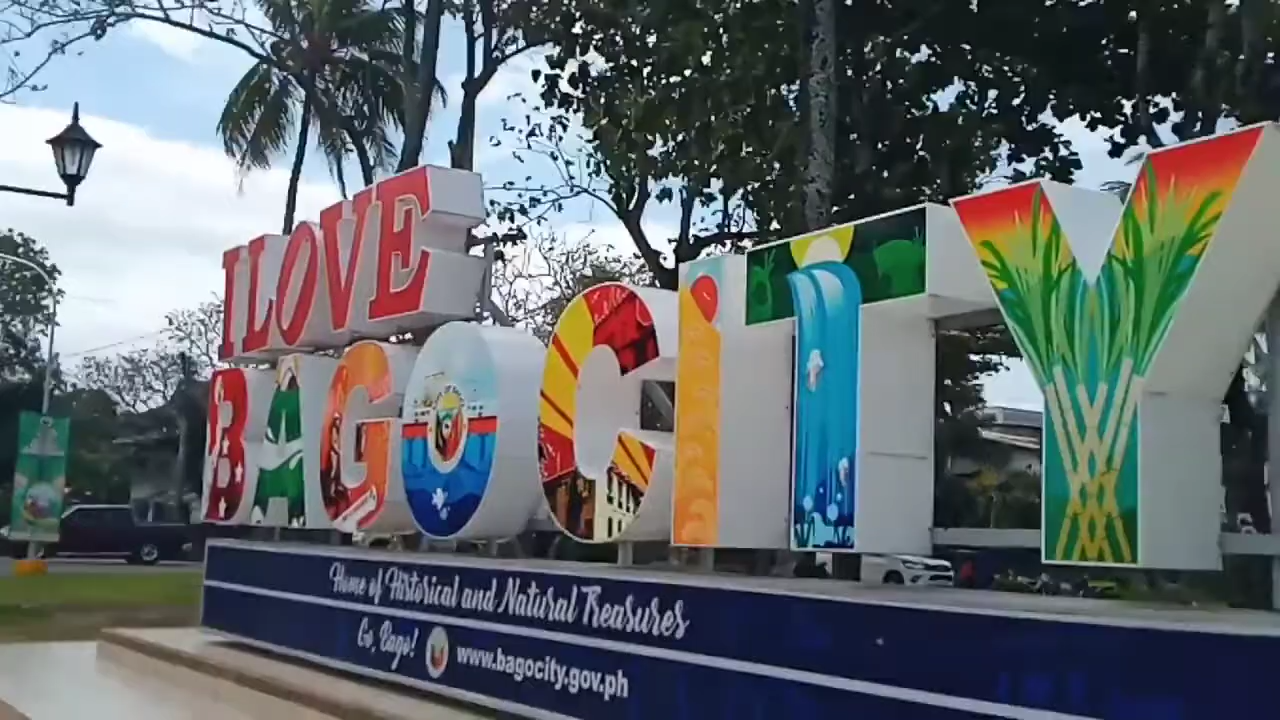 I LOVE
BAGO CiTY
Home of Historical and Natural Treasures
Go, Bago! www.bagocity.gov.ph